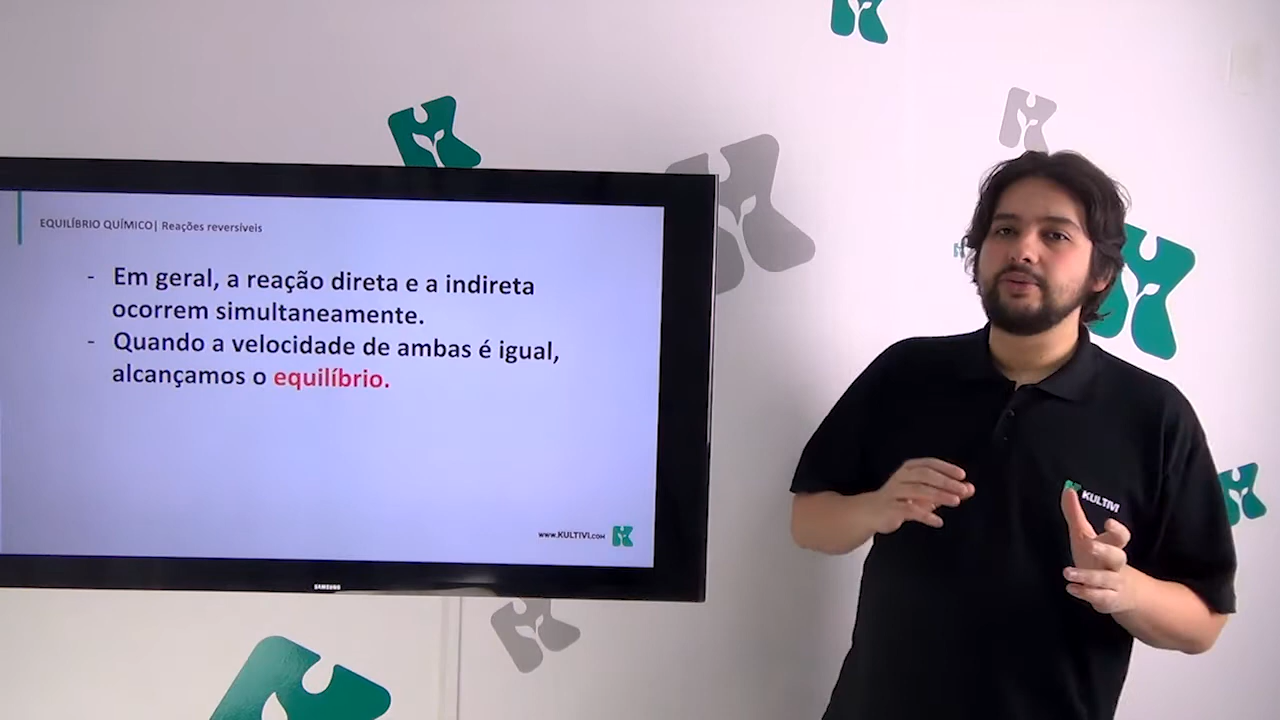 EQUILÍBRIO QUÍMICO| Reações reversíveis
- Em geral, a reação direta e a indireta
ocorrem simultaneamente.
- Quando a velocidade de ambas é igual,
alcançamos o equilíbrio.
www.KULTIVI.com
SAMSUNG
KULTIVI